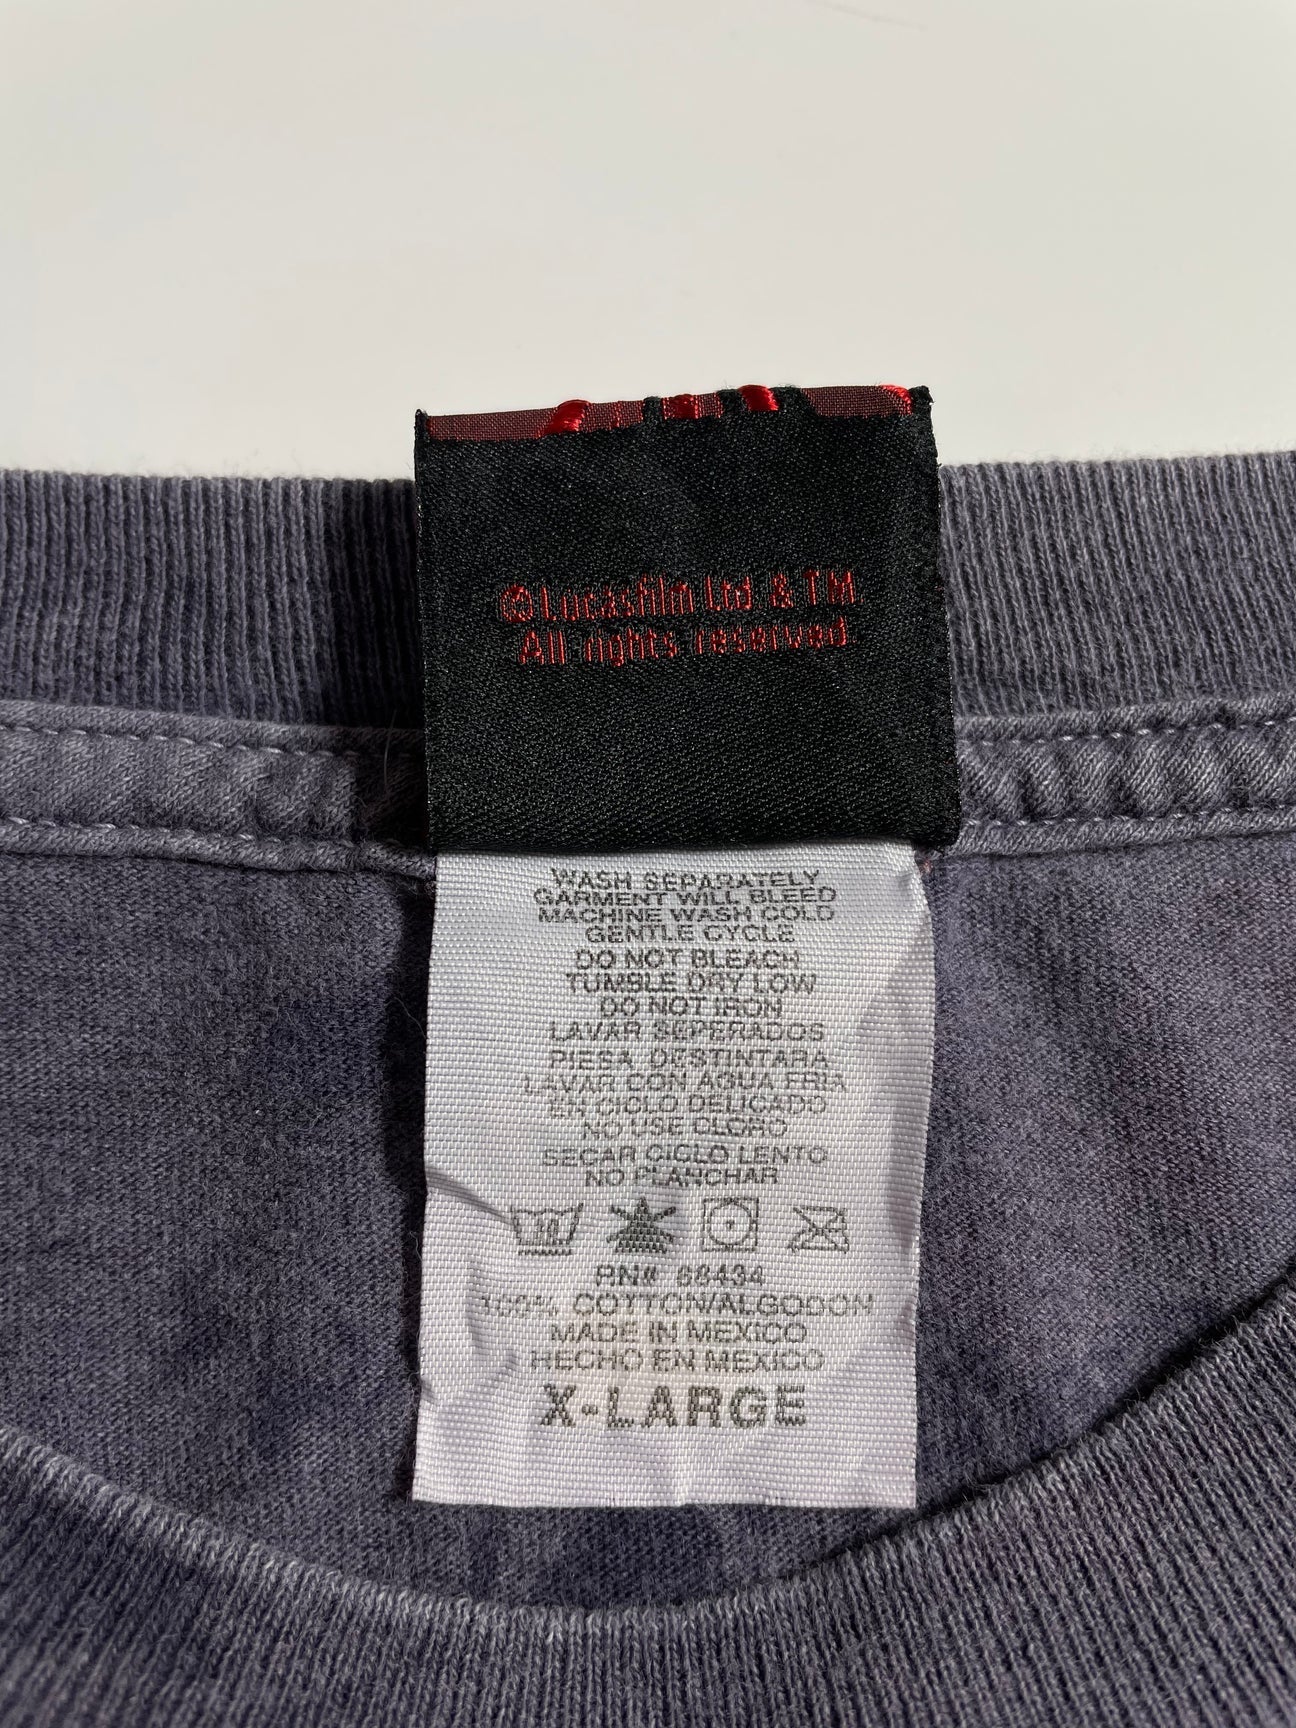 ©Lucasfilm Ltd. & TM
All rights reserved.
WASH SEPARATELY
GARMENT WILL BLEED
MACHINE WASH COLD
GENTLE CYCLE
DO NOT BLEACH
TUMBLE DRY LOW
DO NOT IRON
LAVAR SEPERADOS
PIESA DESTINTARA
LAVAR CON AGUA FRIA
EN CICLO DELICADO
NO USE DLORO
SECAR CICLO LENTO
NO PLANCHAR
30
RN# 68434
100% COTTON/ALGODON
MADE IN MEXICO
HECHO EN MEXICO
X-LARGE